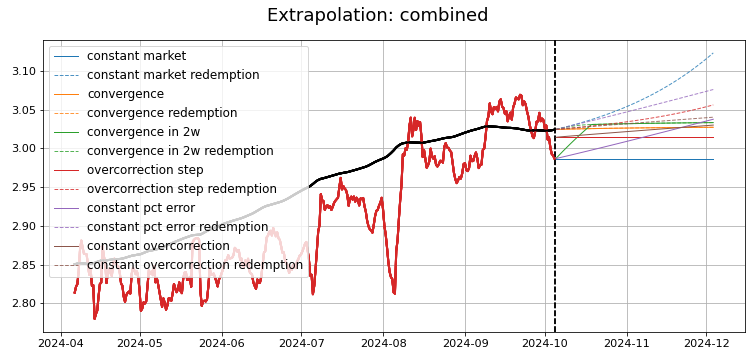 Extrapolation: combined
constant market
constant market redemption
convergence
convergence redemption
convergence in 2w
convergence in 2w redemption
overcorrection step
overcorrection step redemption
constant pct error
constant pct error redemption
constant overcorrection
constant overcorrection redemption
3.10
3.05
3.00
2.95
2.90
2.85
2.80
2024-04
2024-05
2024-06
2024-07
2024-08
2024-09
2024-10
2024-11
2024-12